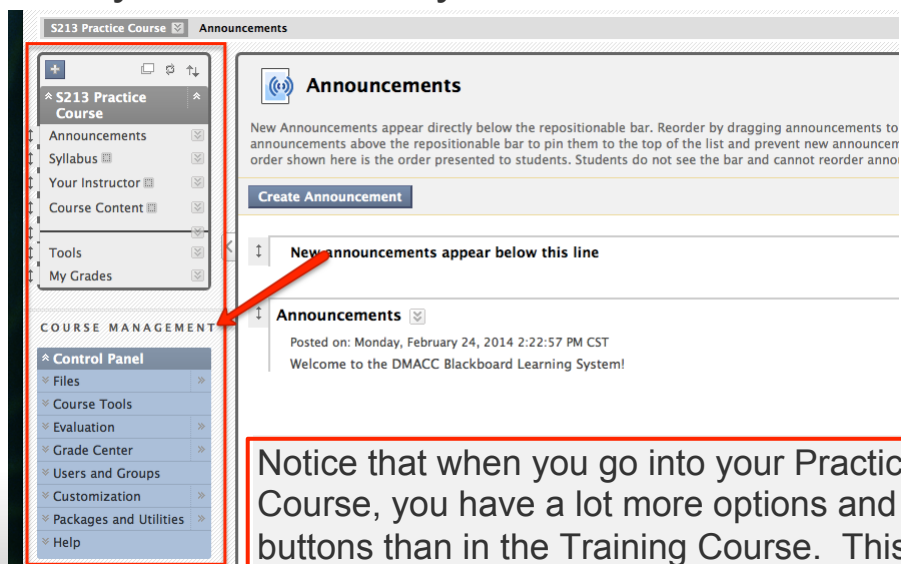 S213 Practice Course
Announcements
S213 Practice
Course
Announcements
Syllabus
Your Instructor
Course Content
Tools
My Grades
COURSE MANAGEMENT
Control Panel
Files
Course Tools
Evaluation
Grade Center
Users and Groups
Customization
Packages and Utilities
Help
Announcements
New Announcements appear directly below the repositionable bar. Reorder by dragging announcements to
announcements above the repositionable bar to pin them to the top of the list and prevent new
order shown here is the order presented to students. Students do not see the bar and cannot reorder
Create Announcement
New announcements appear below this line
Announcements
Posted on: Monday, February 24, 2014 2:22:57 PM CST
Welcome to the DMACC Blackboard Learning System!
Notice that when you go into your
Course, you have a lot more options and
buttons than in the Training Course. This